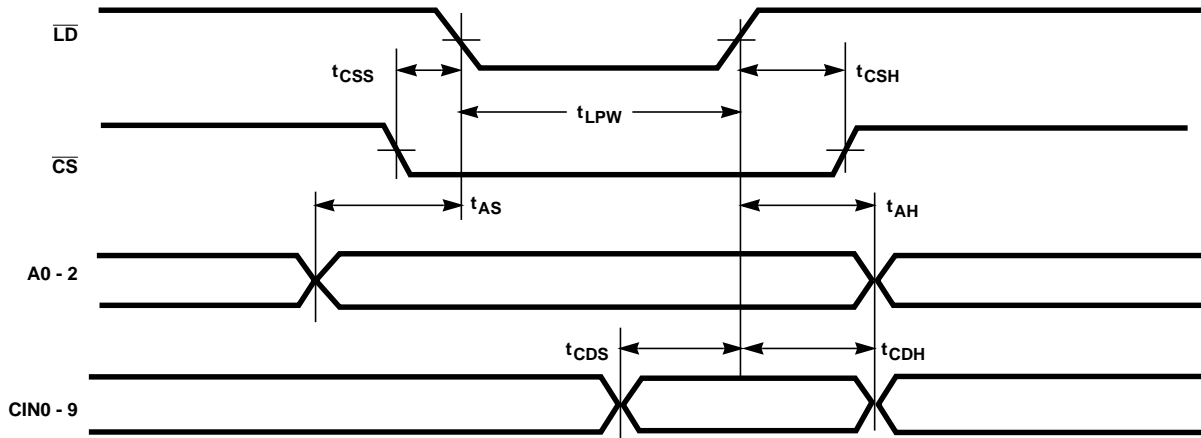 LD
tCSS
tCSH
tLPW
CS
tAS
tAH
A0 - 2
tCDS
tCDH
CIN0 - 9